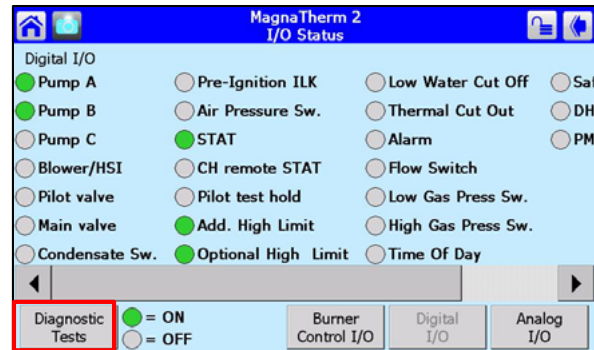 MagnaTherm 2
I/O Status
Digital I/O
Pump A
Pre-Ignition ILK
Low Water Cut Off
Sa
Pump B
Air Pressure Sw.
Thermal Cut Out
DH
Pump C
STAT
Alarm
PM
Blower/HSI
CH remote STAT
Flow Switch
Pilot valve
Pilot test hold
Low Gas Press Sw.
Main valve
Add. High Limit
High Gas Press Sw.
Condensate Sw.
Optional High Limit
Time Of Day
Diagnostic
Tests
= ON
= OFF
Burner
Control I/O
Digital
I/O
Analog
I/O